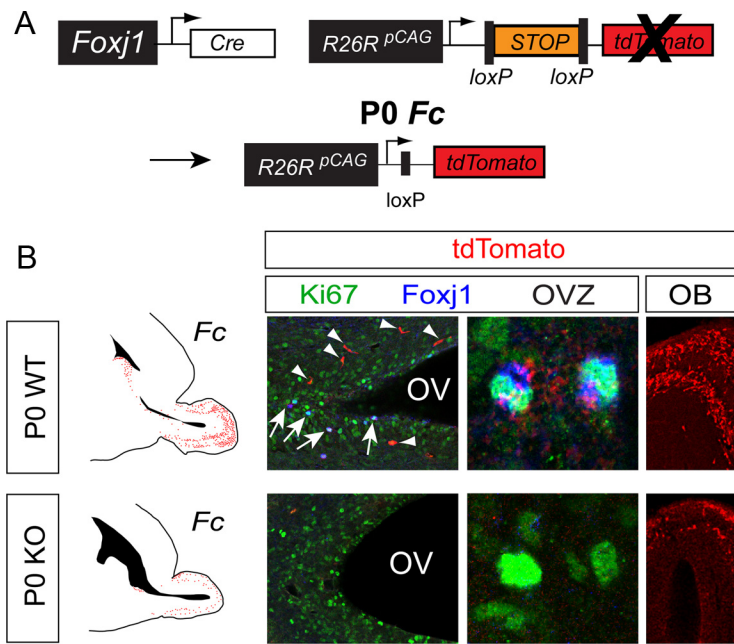 A
Foxj1
Cre
R26R pCAG
STOP
tdTomato
loxP
loxP
P0 Fc
R26R pCAG
tdTomato
loxP
B
tdTomato
Ki67
Foxj1
OVZ
OB
P0 WT
Fc
OV
P0 KO
Fc
OV